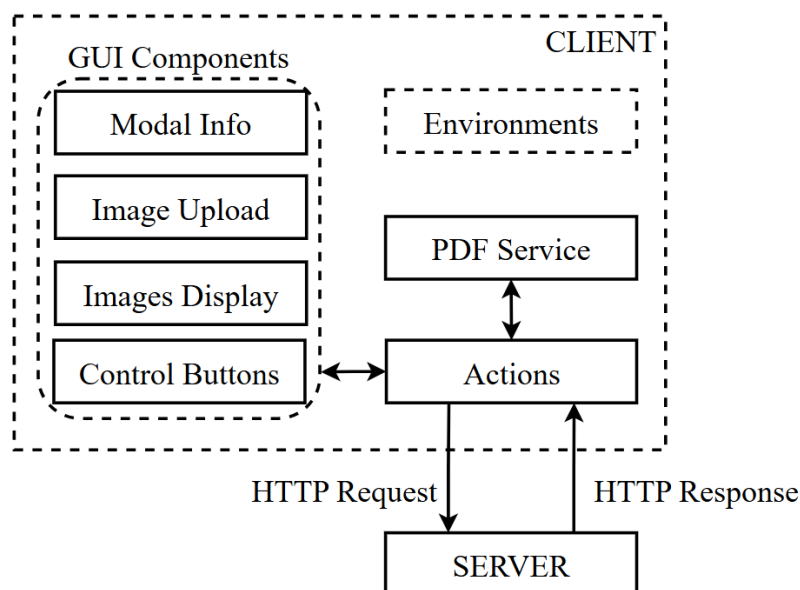 CLIENT
GUI Components
Modal Info
Environments
Image Upload
PDF Service
Images Display
Control Buttons
Actions
HTTP Request
HTTP Response
SERVER